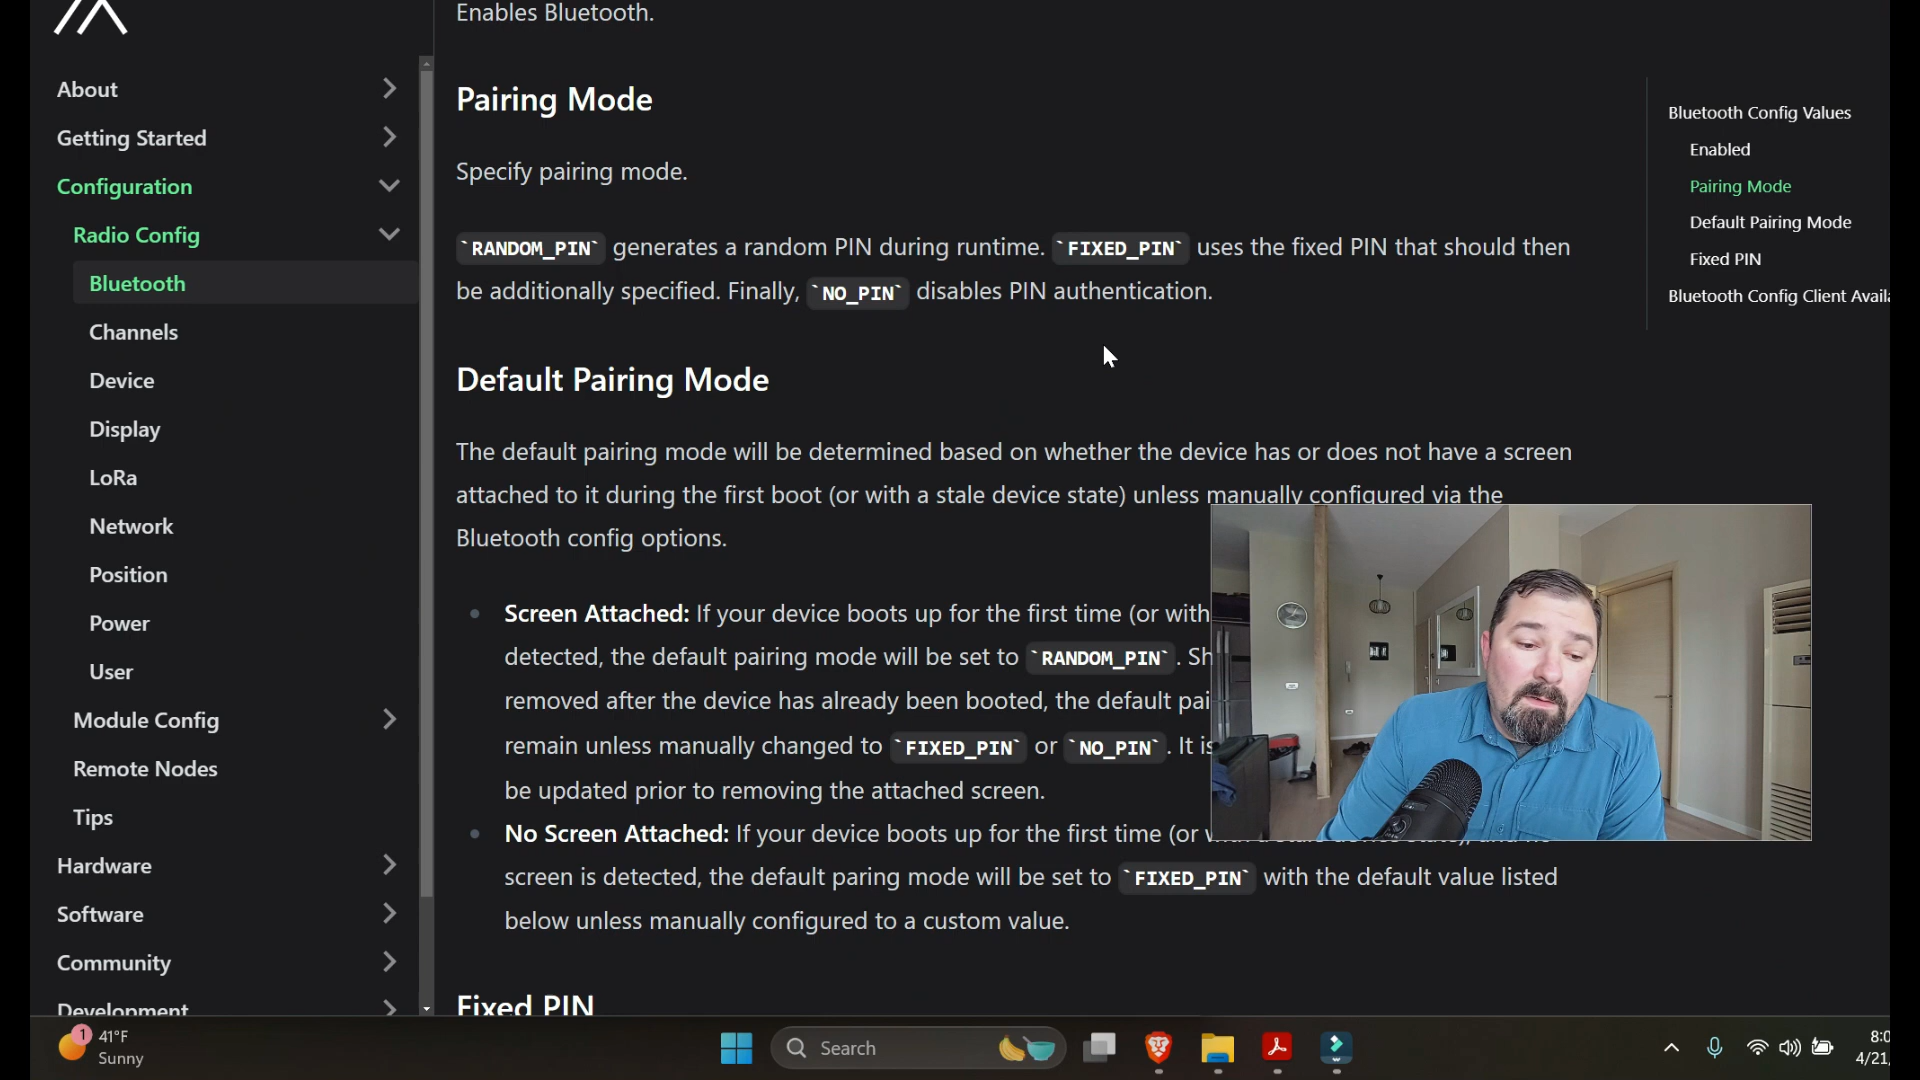 Enables Bluetooth.
About
Getting Started
Configuration
Radio Config
Bluetooth
Channels
Device
Display
LoRa
Network
Position
Power
User
Module Config
Remote Nodes
Tips
Hardware
Software
Community
Development
Pairing Mode
Specify pairing mode.
`RANDOM_PIN` generates a random PIN during runtime. `FIXED_PIN` uses the fixed PIN that should then
be additionally specified. Finally, `NO_PIN` disables PIN authentication.
Default Pairing Mode
The default pairing mode will be determined based on whether the device has or does not have a screen
attached to it during the first boot (or with a stale device state) unless manually configured via the
Bluetooth config options.
Screen Attached: If your device boots up for the first time (or with
detected, the default pairing mode will be set to `RANDOM_PIN`. Sh
removed after the device has already been booted, the default pai
remain unless manually changed to `FIXED_PIN` or `NO_PIN`. It is
be updated prior to removing the attached screen.
No Screen Attached: If your device boots up for the first time (or
screen is detected, the default paring mode will be set to `FIXED_PIN` with the default value listed
below unless manually configured to a custom value.
Fixed PIN
Bluetooth Config Values
Enabled
Pairing Mode
Default Pairing Mode
Fixed PIN
Bluetooth Config Client Availa
1
41°F
Sunny
Search
8:0
4/21,